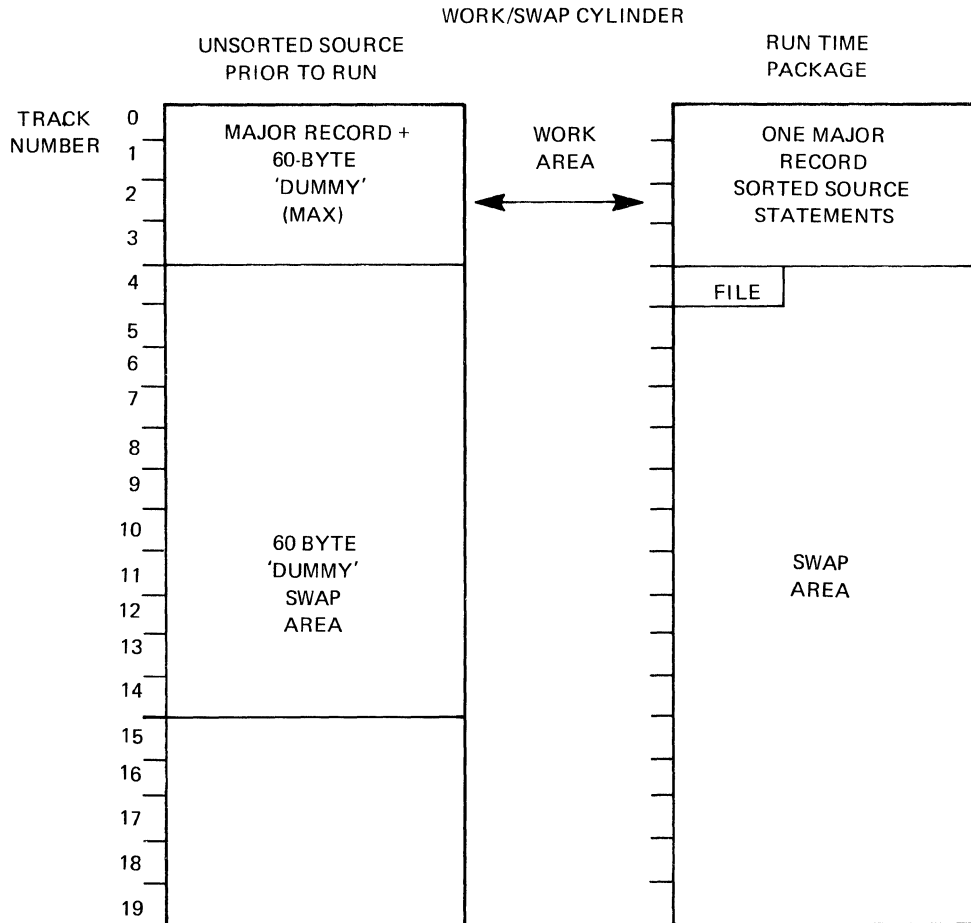 WORK/SWAP CYLINDER
UNSORTED SOURCE
PRIOR TO RUN
RUN TIME
PACKAGE
TRACK
NUMBER
0
1
2
3
4
5
6
7
8
9
10
11
12
13
14
15
16
17
18
19
MAJOR RECORD +
60-BYTE
'DUMMY'
(MAX)
WORK
AREA
ONE MAJOR
RECORD
SORTED SOURCE
STATEMENTS
FILE
60 BYTE
'DUMMY'
SWAP
AREA
SWAP
AREA